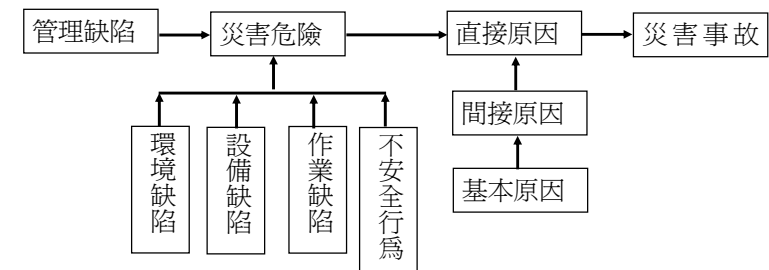 管理缺陷
災害危險
直接原因
災害事故
間接原因
基本原因
環境缺陷
設備缺陷
作業缺陷
不安全行爲